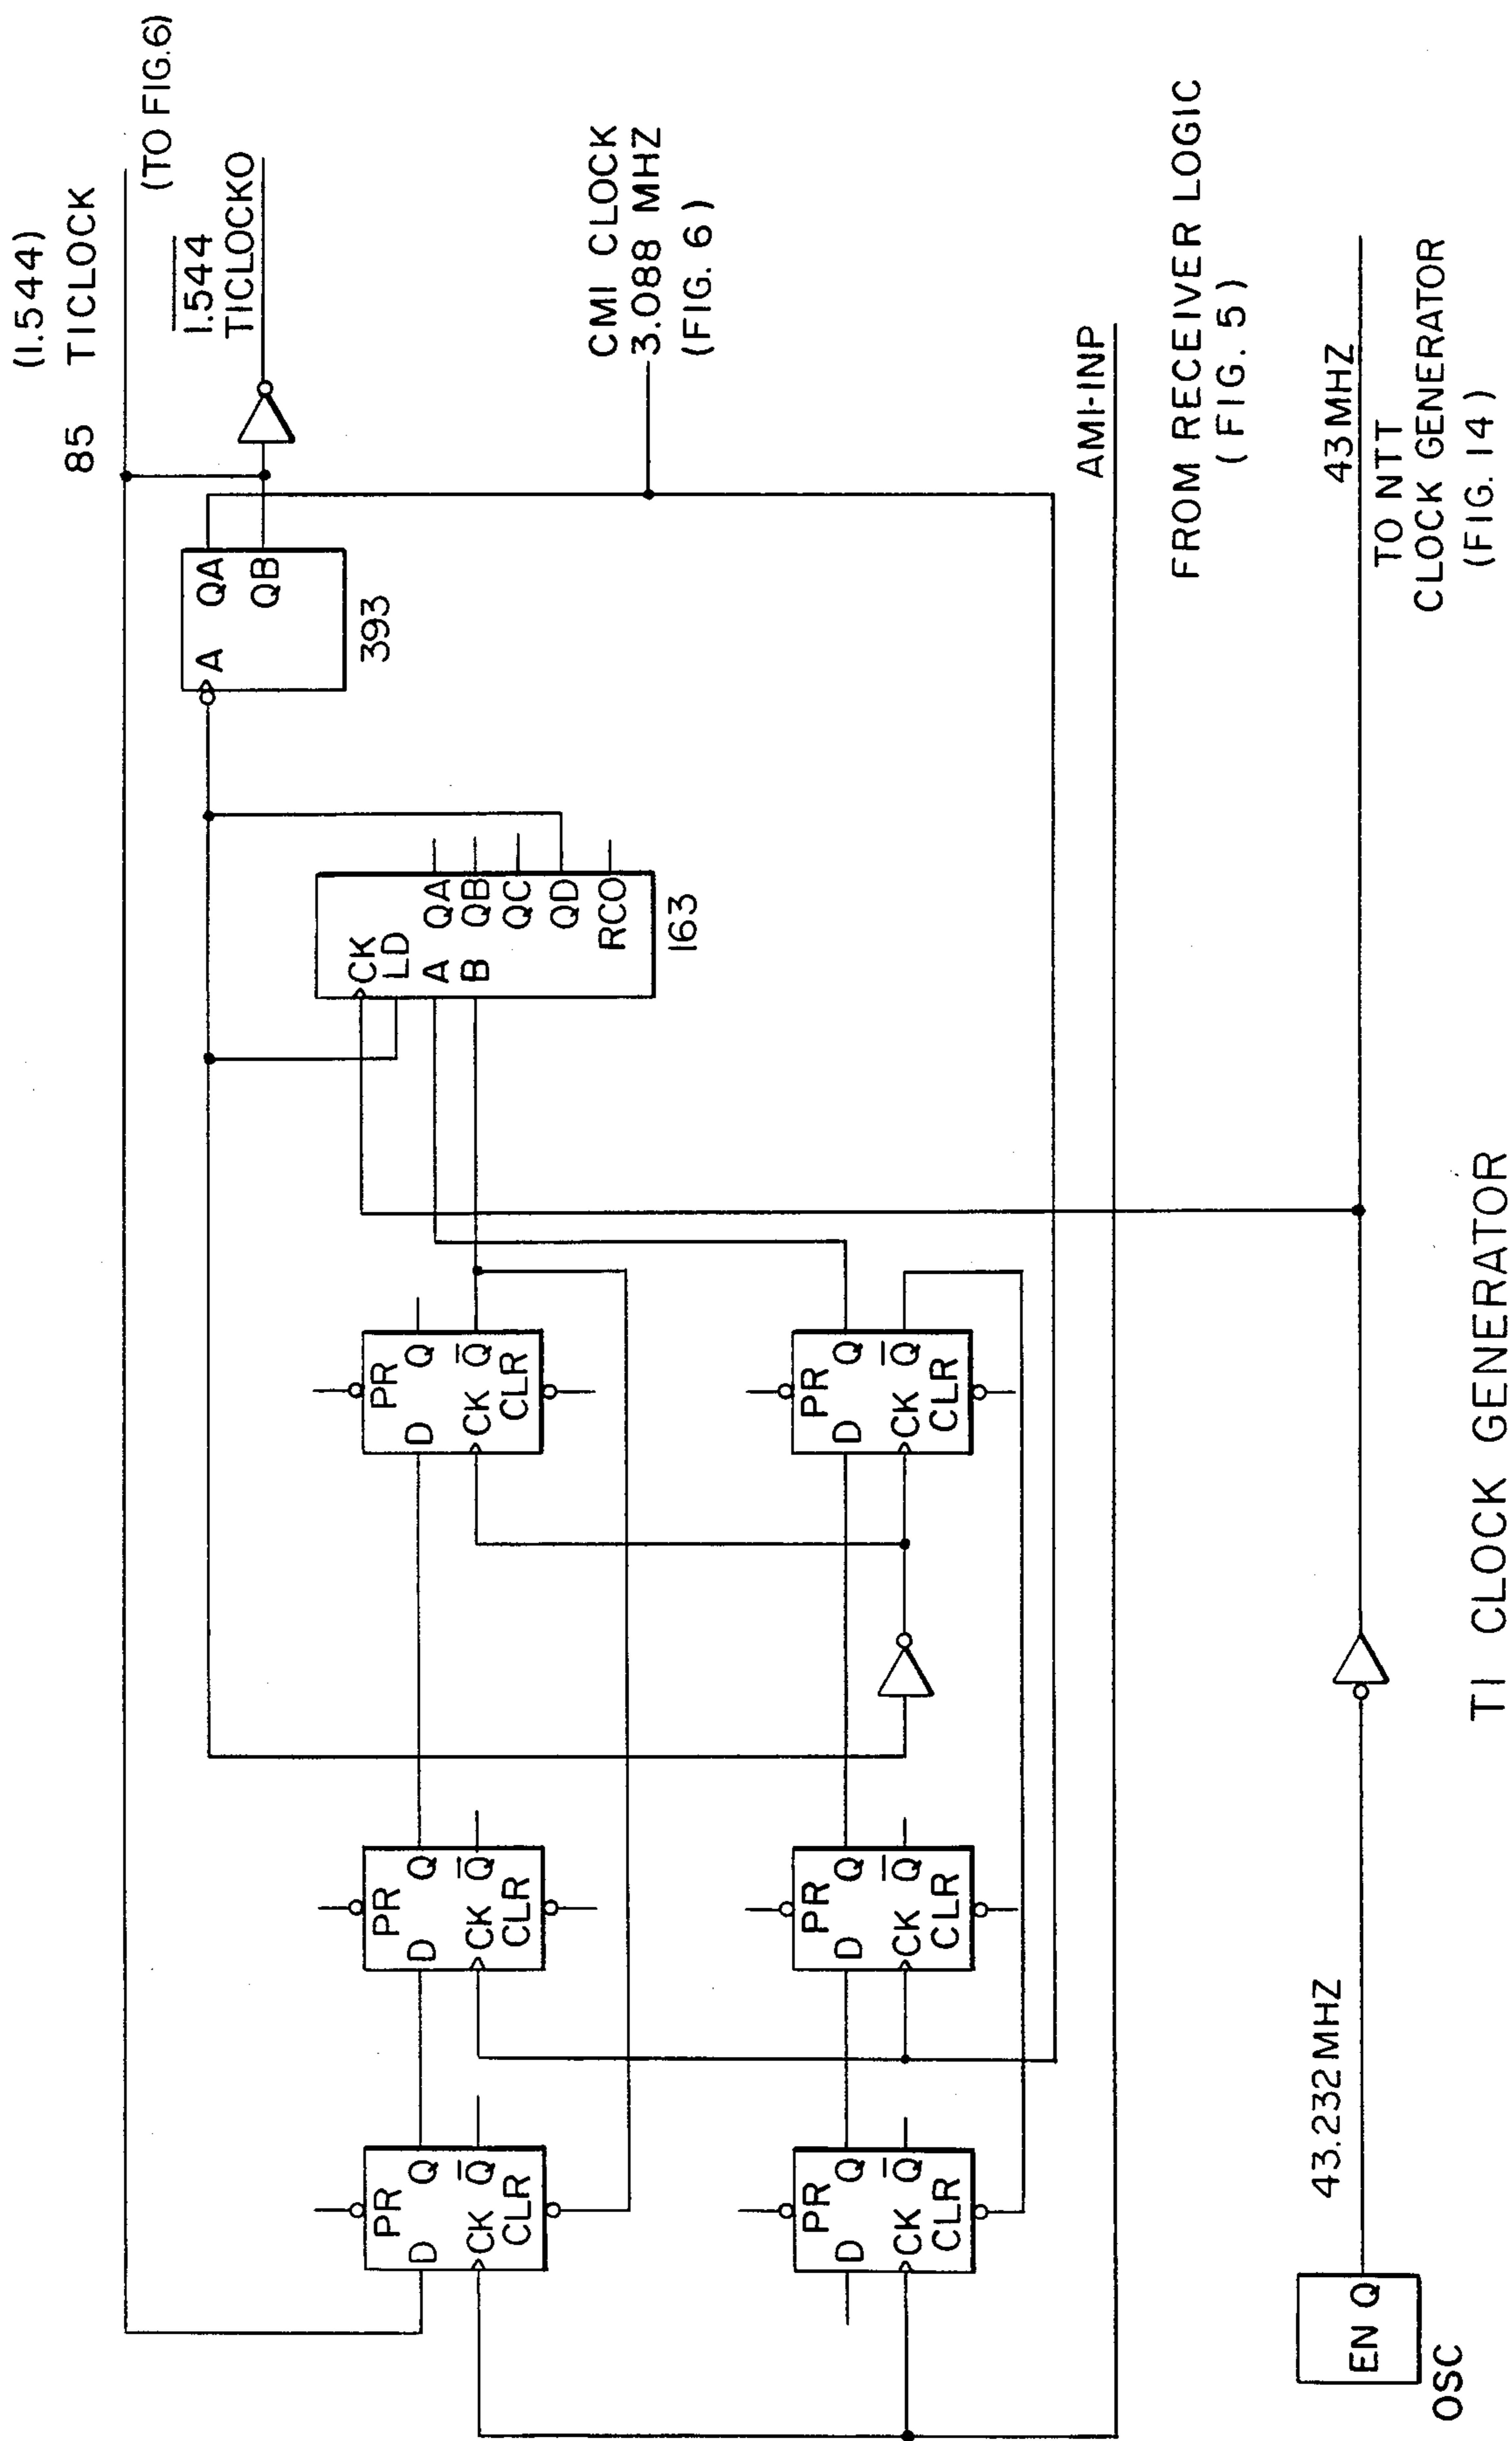 (1.544)
85 TICLOCK
(TO FIG.6)
1.544
TICLOCKO
A QA
QB
393
CMI CLOCK
3.088 MHZ
(FIG. 6)
CK
LD
A QA
B QB
QC
QD
RCO
163
PR
D Q
CK Q
CLR
PR
D Q
CK Q
CLR
PR
D Q
CK Q
CLR
PR
D Q
CK Q
CLR
PR
D Q
CK Q
CLR
PR
D Q
CK Q
CLR
AMI-INP
FROM RECEIVER LOGIC
(FIG. 5)
EN Q
OSC
43.232MHZ
43MHZ
TO NTT
CLOCK GENERATOR
(FIG. 14)
TI CLOCK GENERATOR